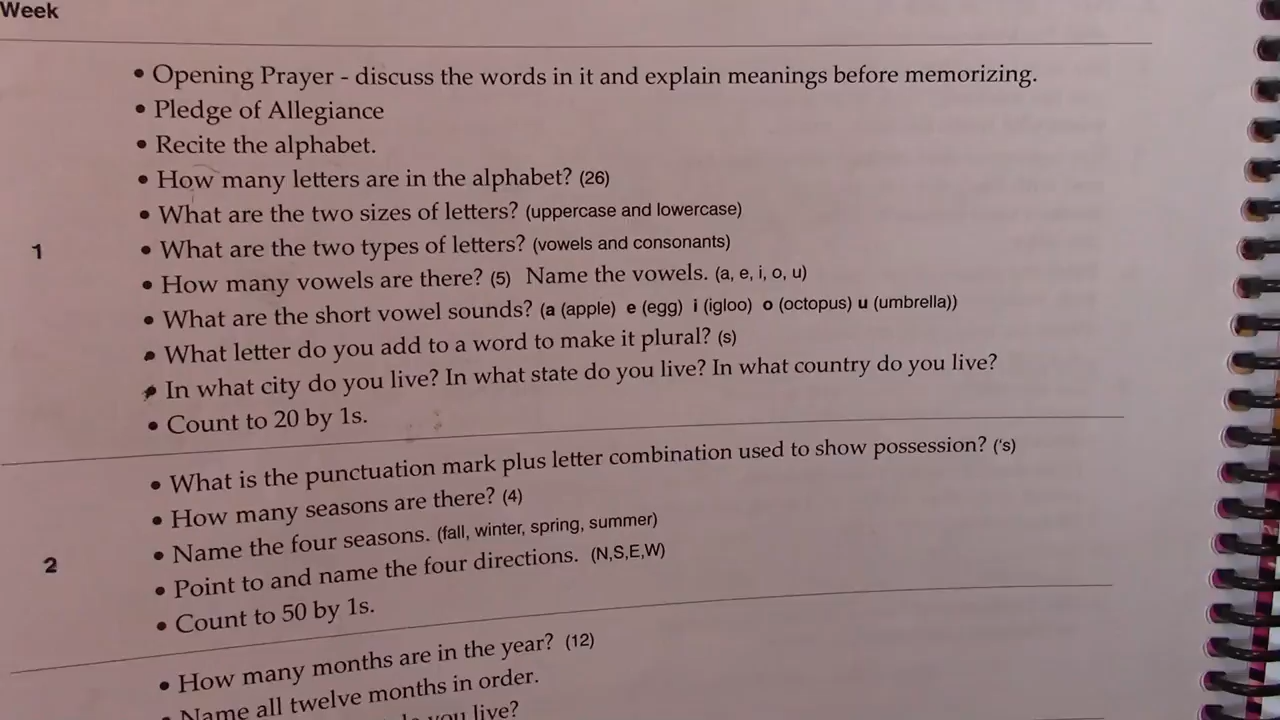 Week
• Opening Prayer - discuss the words in it and explain meanings before memorizing.
• Pledge of Allegiance
• Recite the alphabet.
• How many letters are in the alphabet? (26)
• What are the two sizes of letters? (uppercase and lowercase)
1
• What are the two types of letters? (vowels and consonants)
• How many vowels are there? (5) Name the vowels. (a, e, i, o, u)
• What are the short vowel sounds? (a (apple) e (egg) i (igloo) o (octopus) u (umbrella))
• What letter do you add to a word to make it plural? (s)
• In what city do you live? In what state do you live? In what country do you live?
• Count to 20 by 1s.
• What is the punctuation mark plus letter combination used to show possession? ('s)
• How many seasons are there? (4)
• Name the four seasons. (fall, winter, spring, summer)
2
• Point to and name the four directions. (N,S,E,W)
• Count to 50 by 1s.
• How many months are in the year? (12)
• Name all twelve months in order.
you live?